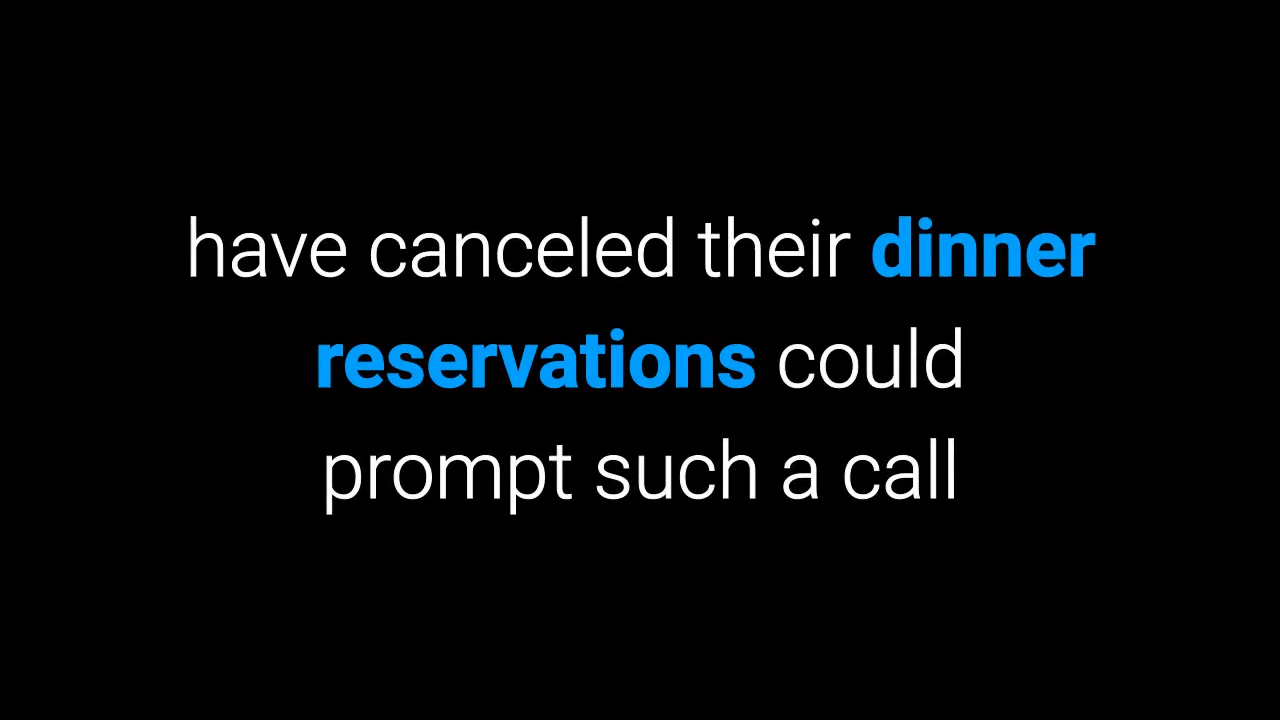 have canceled their dinner
reservations could
prompt such a call